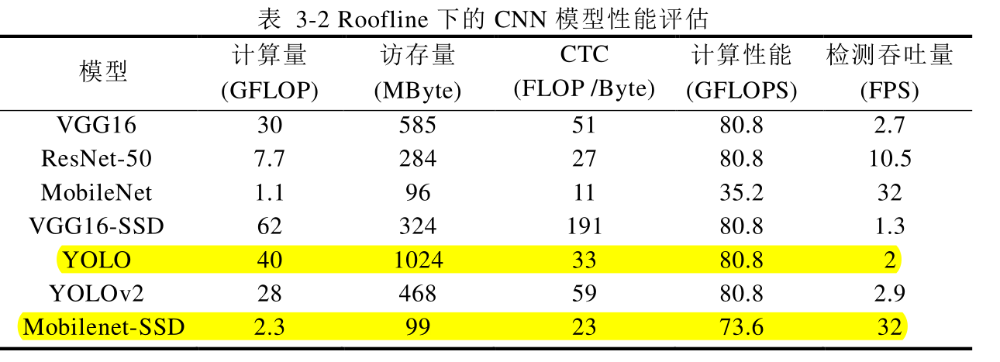 表 3-2 Roofline 下的 CNN 模型性能评估
模型 计算量 (GFLOP) 访存量 (MByte) CTC (FLOP /Byte) 计算性能 (GFLOPS) 检测吞吐量 (FPS)
VGG16 30 585 51 80.8 2.7
ResNet-50 7.7 284 27 80.8 10.5
MobileNet 1.1 96 11 35.2 32
VGG16-SSD 62 324 191 80.8 1.3
YOLO 40 1024 33 80.8 2
YOLOv2 28 468 59 80.8 2.9
Mobilenet-SSD 2.3 99 23 73.6 32